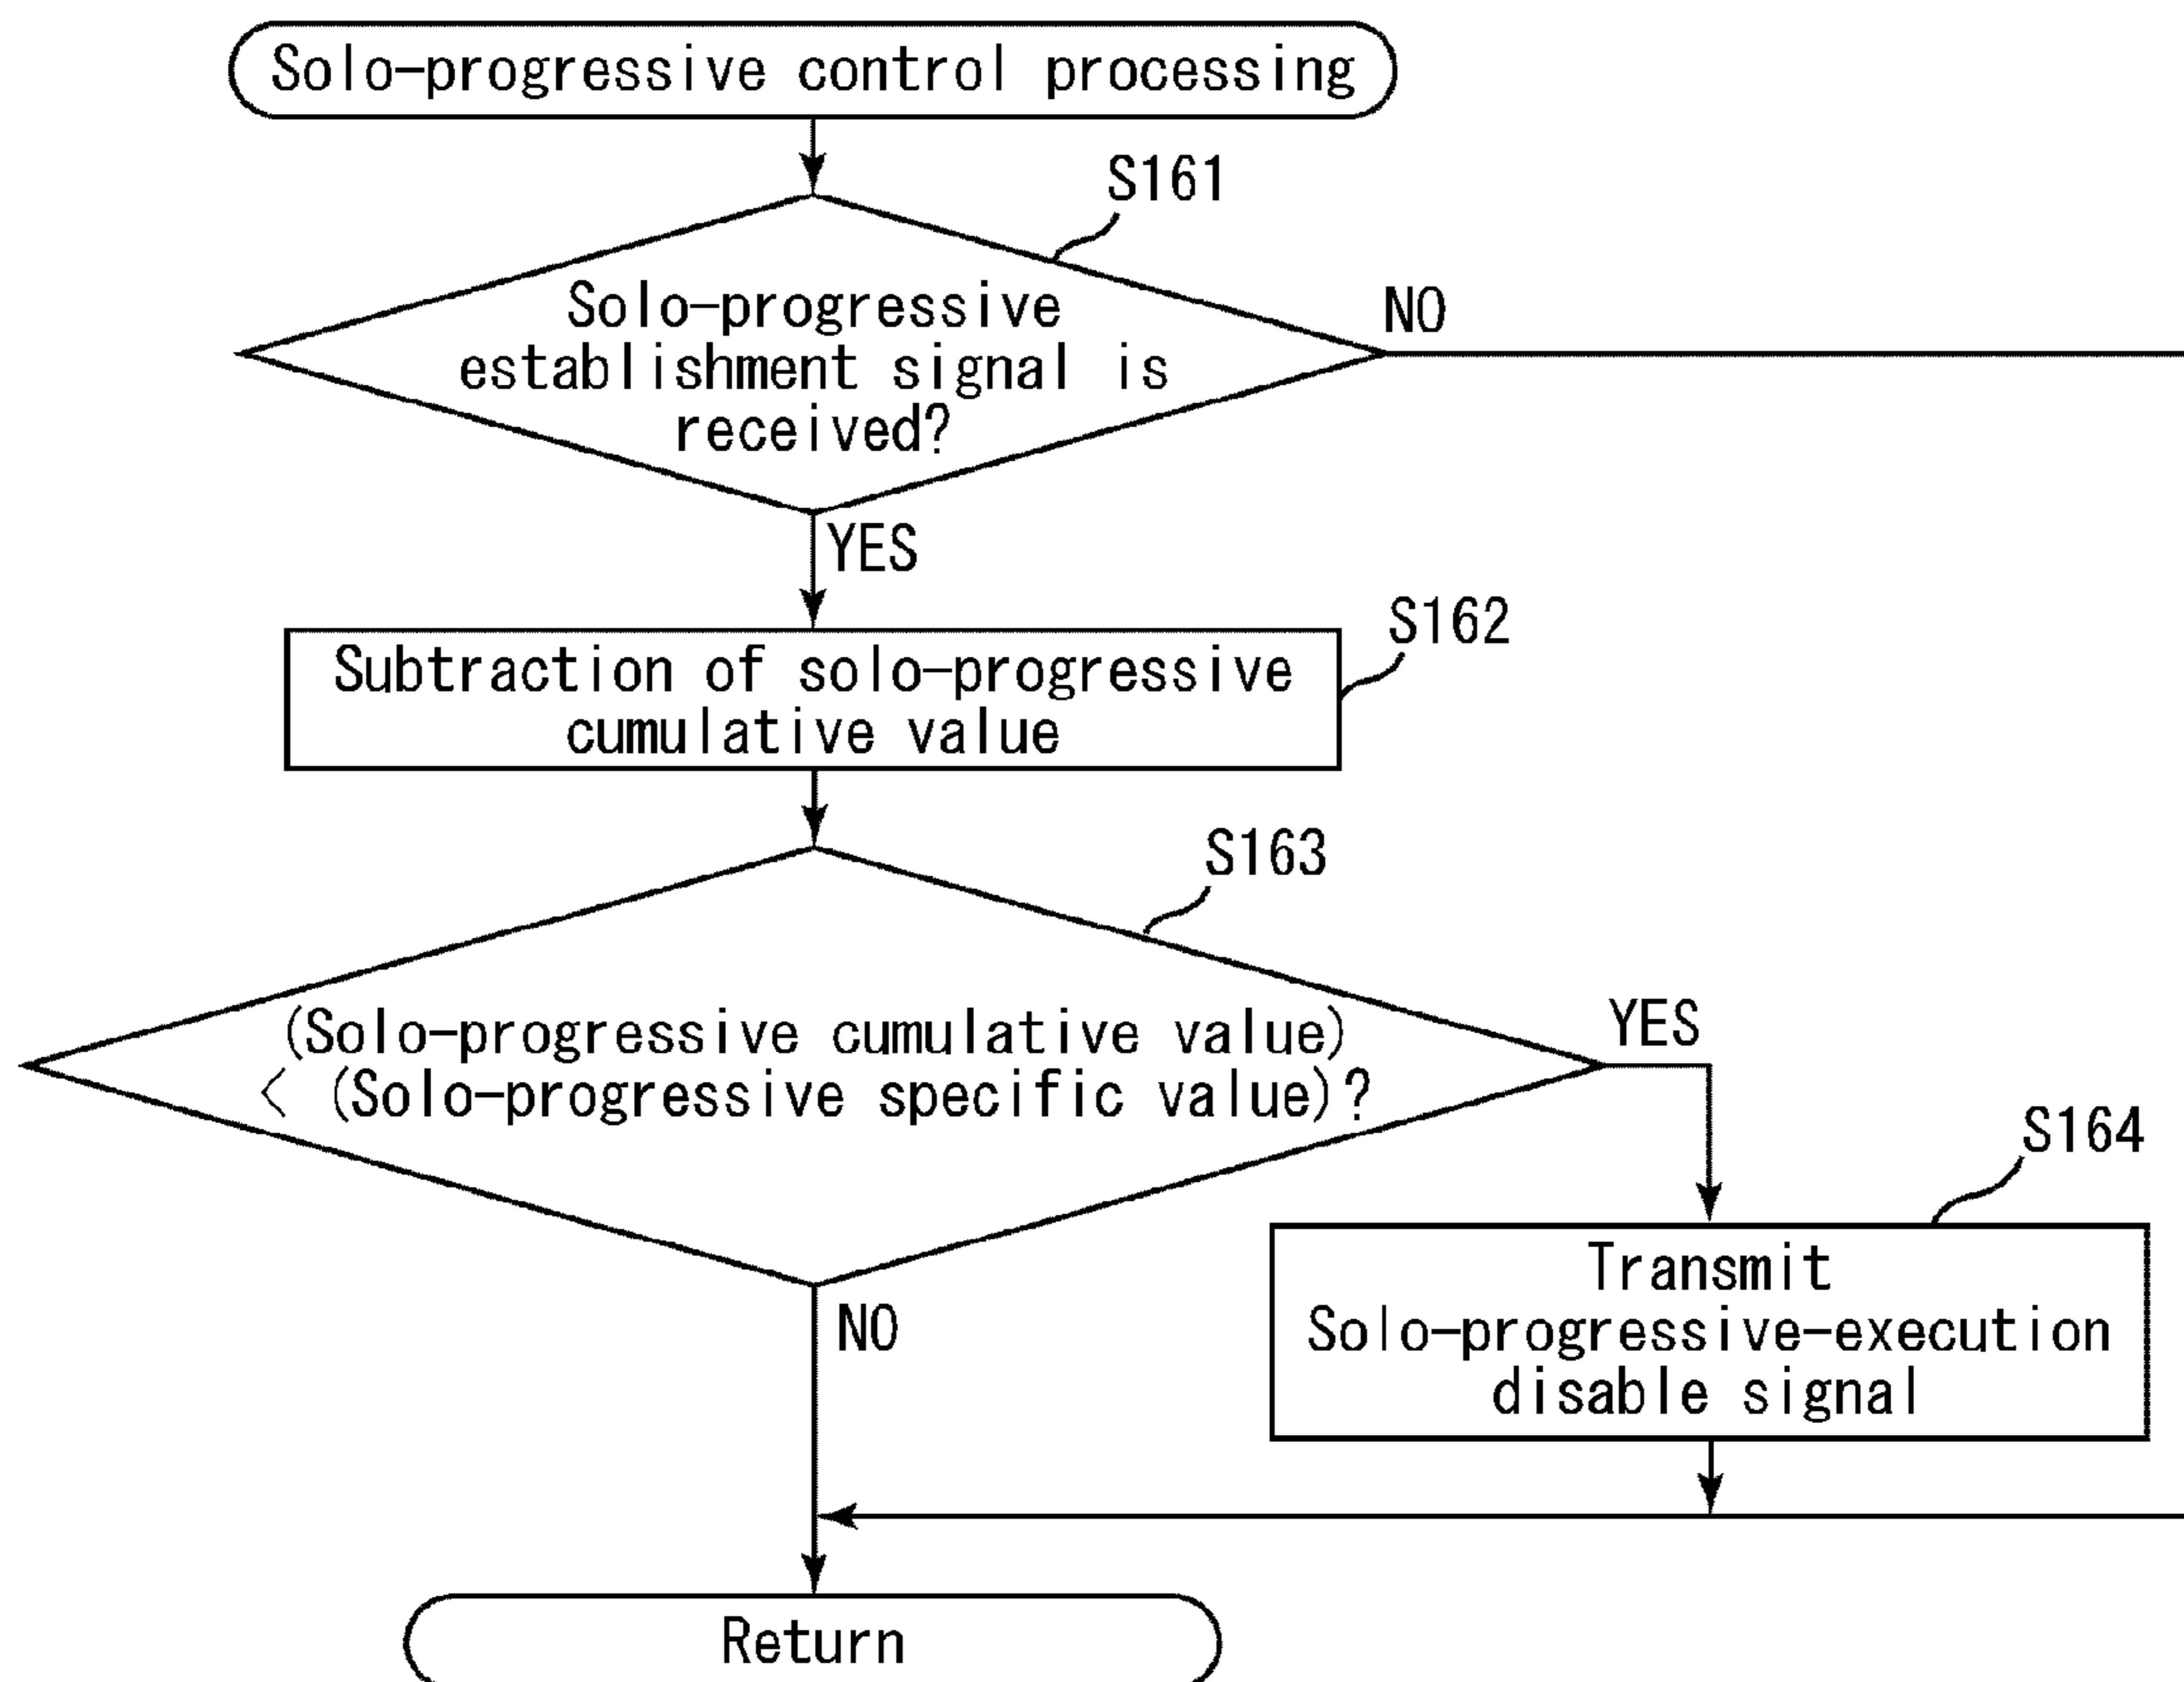 Solo-progressive control processing
S161
Solo-progressive
establishment signal is
received?
NO
YES
S162
Subtraction of solo-progressive
cumulative value
S163
(Solo-progressive cumulative value)
< (Solo-progressive specific value)?
YES
S164
Transmit
Solo-progressive-execution
disable signal
NO
Return